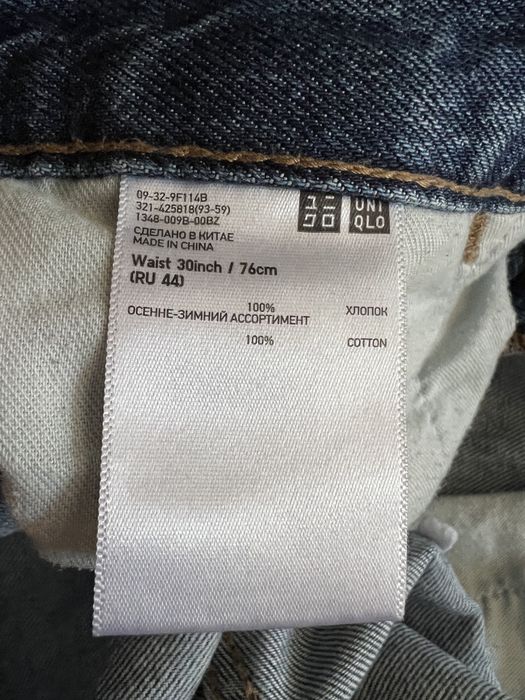 09-32-9F114B
321-425818(93-59)
1348-009B-00BZ
ユニ
クロ
UNI
QLO
СДЕЛАНО В КИТАЕ
MADE IN CHINA
Waist 30inch / 76cm
(RU 44)
100% ХЛОПОК
ОСЕННЕ-ЗИМНИЙ АССОРТИМЕНТ
100% COTTON